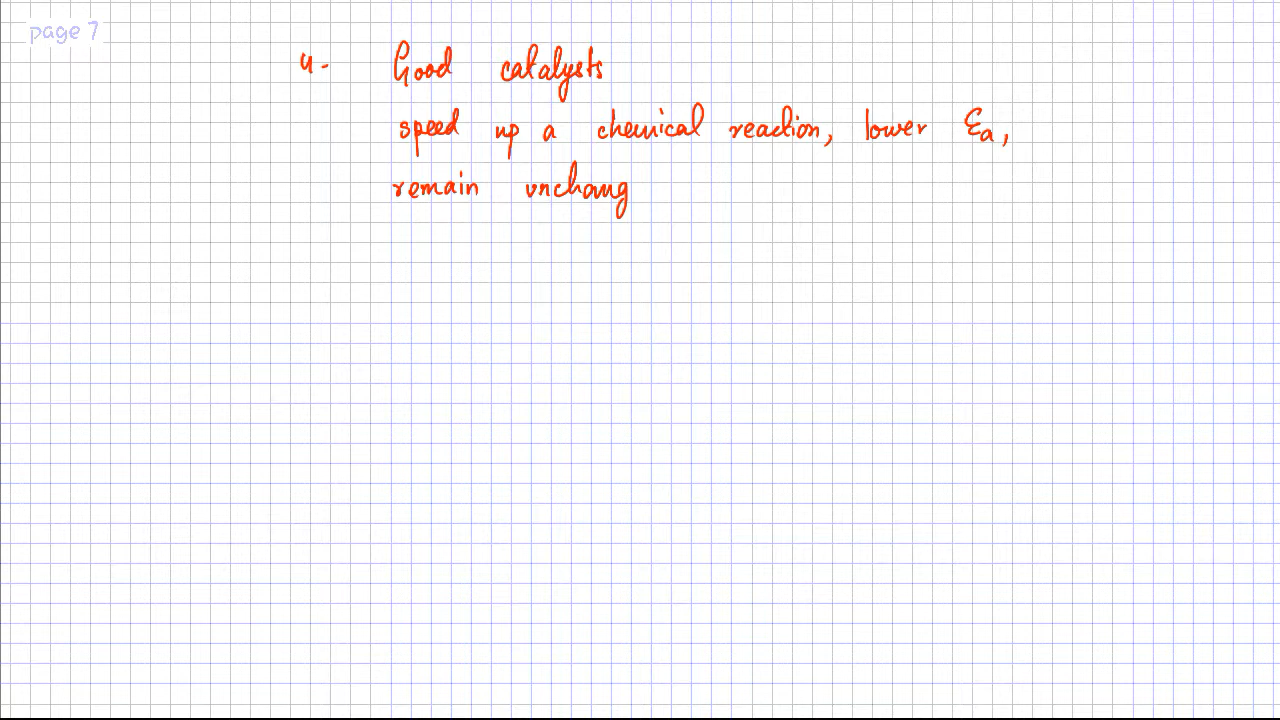 page 7
4. Good catalysts
speed up a chemical reaction, lower Ea,
remain unchang